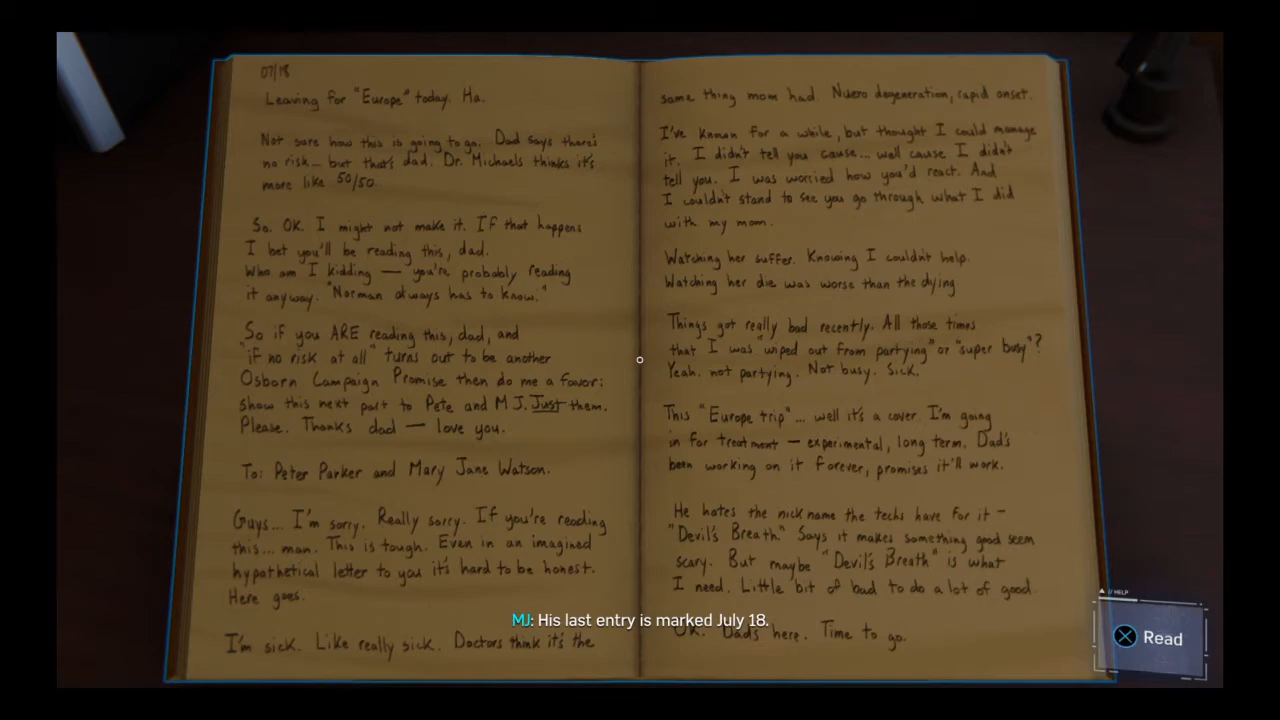 07/18
Leaving for "Europe" today. Ha.
Not sure how this is going to go. Dad says there's
no risk... but that's dad. Dr. Michaels thinks it's
more like 50/50.
So. OK. I might not make it. If that happens
I bet you'll be reading this, dad.
Who am I kidding — you're probably reading
it anyway. "Norman always has to know."
So if you ARE reading this, dad, and
"if no risk at all" turns out to be another
Osborn Campaign Promise then do me a favor:
show this next part to Pete and MJ. Just them.
Please. Thanks dad — love you.
To: Peter Parker and Mary Jane Watson.
Guys... I'm sorry. Really sorry. If you're reading
this... man. This is tough. Even in an imagined
hypathetical letter to you it's hard to be honest.
Here goes.
I'm sick. Like really sick. Doctors think it's the
same thing mom had. Nuero degeneration, rapid onset.
I've known for a while, but thought I could manage
it. I didn't tell you cause... well cause I didn't
tell you. I was worried how you'd react. And
I couldn't stand to see you go through what I did
with my mom.
Watching her suffer. Knowing I couldn't help.
Watching her die was worse than the dying.
Things got really bad recently. All those times
that I was "wiped out from partying" or "super busy"?
Yeah. not partying. Not busy. Sick.
This "Europe trip"... well it's a cover. I'm going
in for treatment — experimental, long term. Dad's
been working on it forever, promises it'll work.
He hates the nickname the techs have for it —
"Devil's Breath." Says it makes something good seem
scary. But maybe "Devil's Breath" is what
I need. Little bit of bad to do a lot of good.
OK. Dad's here. Time to go.
MJ: His last entry is marked July 18.
// HELP
Read